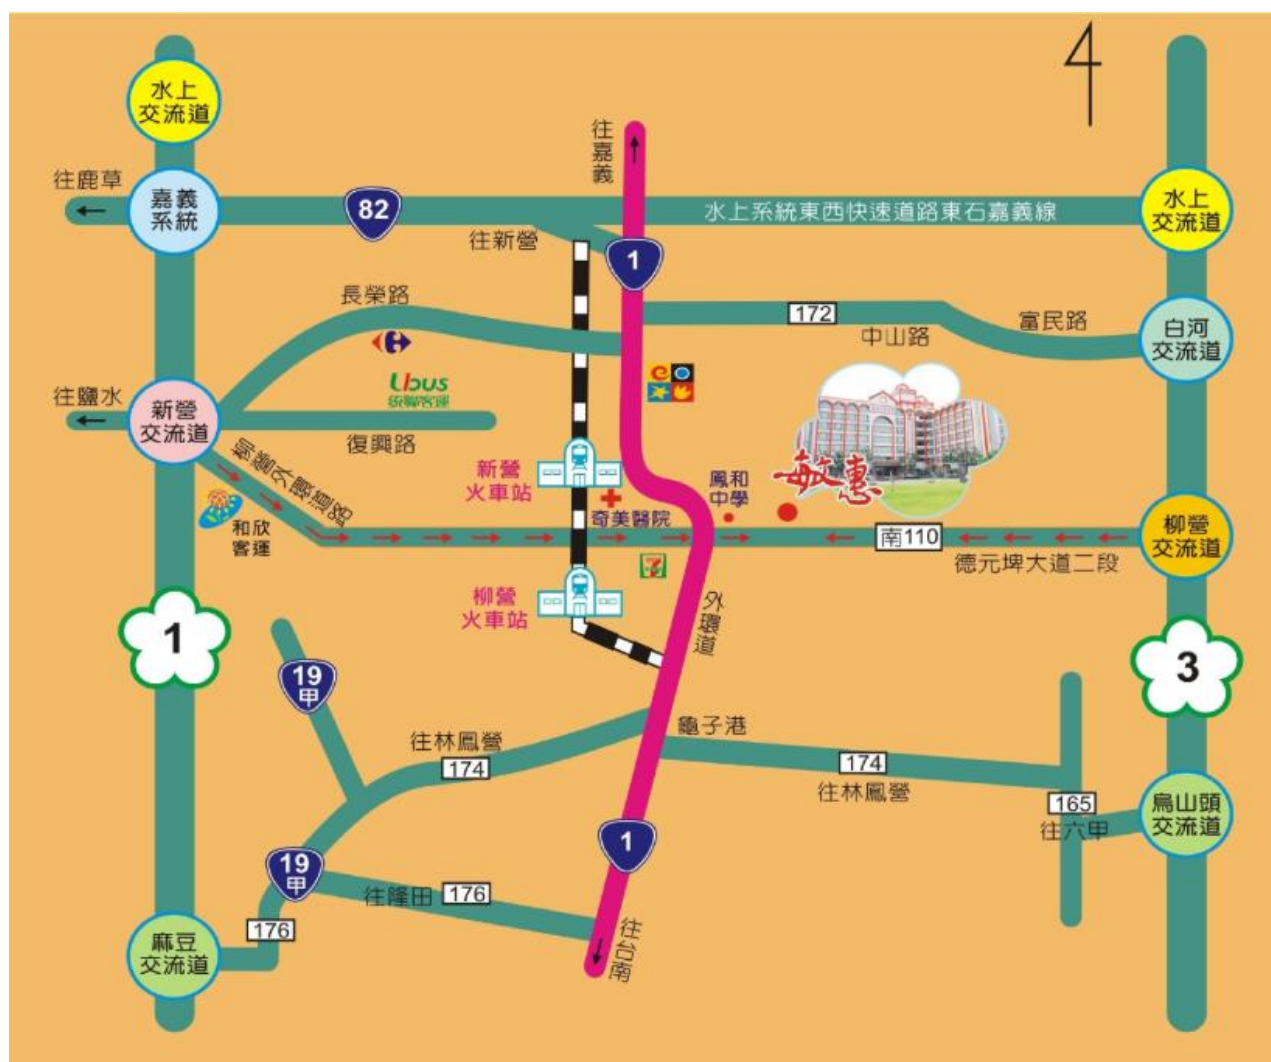 水上
交流道
往鹿草
嘉義
系統
82
往嘉義
水上系統東西快速道路東石嘉義線
水上
交流道
往新營
1
長榮路
172
中山路
富民路
白河
交流道
Ubus
統聯客運
往鹽水
新營
交流道
復興路
柳營外環道路
新營
火車站
鳳和
中學
敏惠
奇美醫院
和欣
客運
南110
柳營
交流道
德元埤大道二段
7
柳營
火車站
外環道
1
3
19
甲
往林鳳營
174
龜子港
174
往林鳳營
165
往六甲
烏山頭
交流道
1
19
甲
往隆田
176
176
往台南
麻豆
交流道